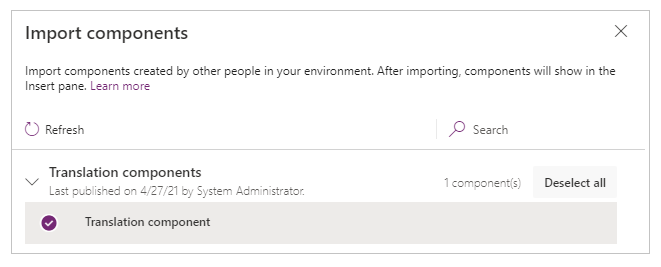 Import components
Import components created by other people in your environment. After importing, components will show in the
Insert pane. Learn more
Refresh
Search
Translation components
Last published on 4/27/21 by System Administrator.
1 component(s)
Deselect all
Translation component